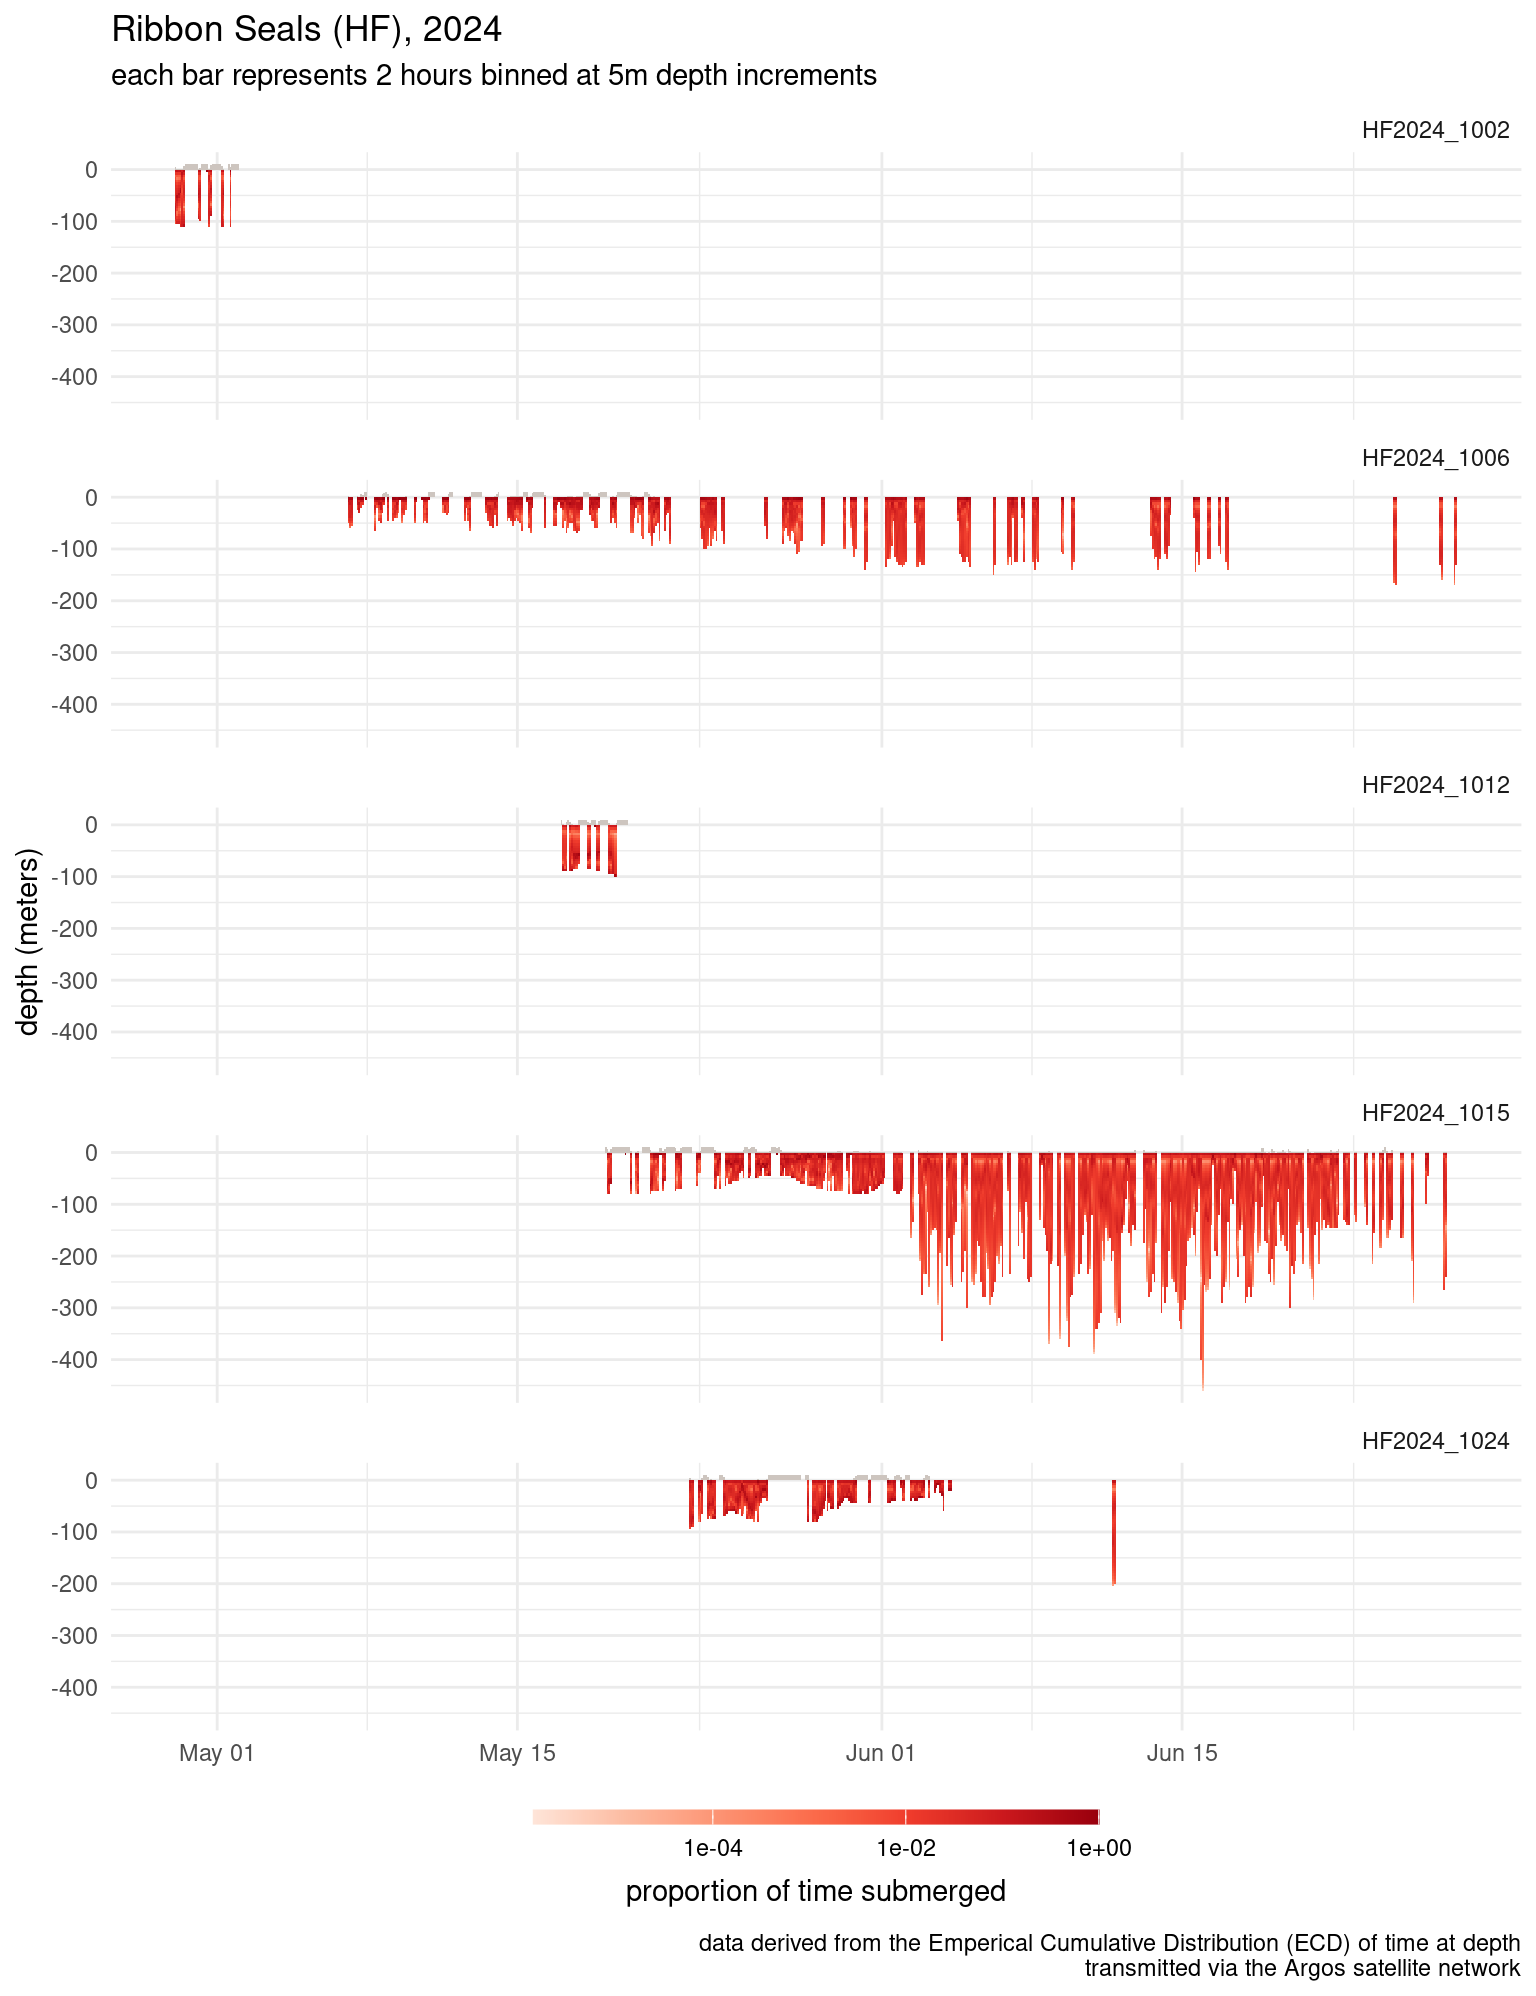 Ribbon Seals (HF), 2024
each bar represents 2 hours binned at 5m depth increments
HF2024_1002
0
-100
-200
-300
-400
HF2024_1006
0
-100
-200
-300
-400
HF2024_1012
0
-100
-200
-300
-400
depth (meters)
HF2024_1015
0
-100
-200
-300
-400
HF2024_1024
0
-100
-200
-300
-400
May 01
May 15
Jun 01
Jun 15
1e-04
1e-02
1e+00
proportion of time submerged
data derived from the Emperical Cumulative Distribution (ECD) of time at depth
transmitted via the Argos satellite network